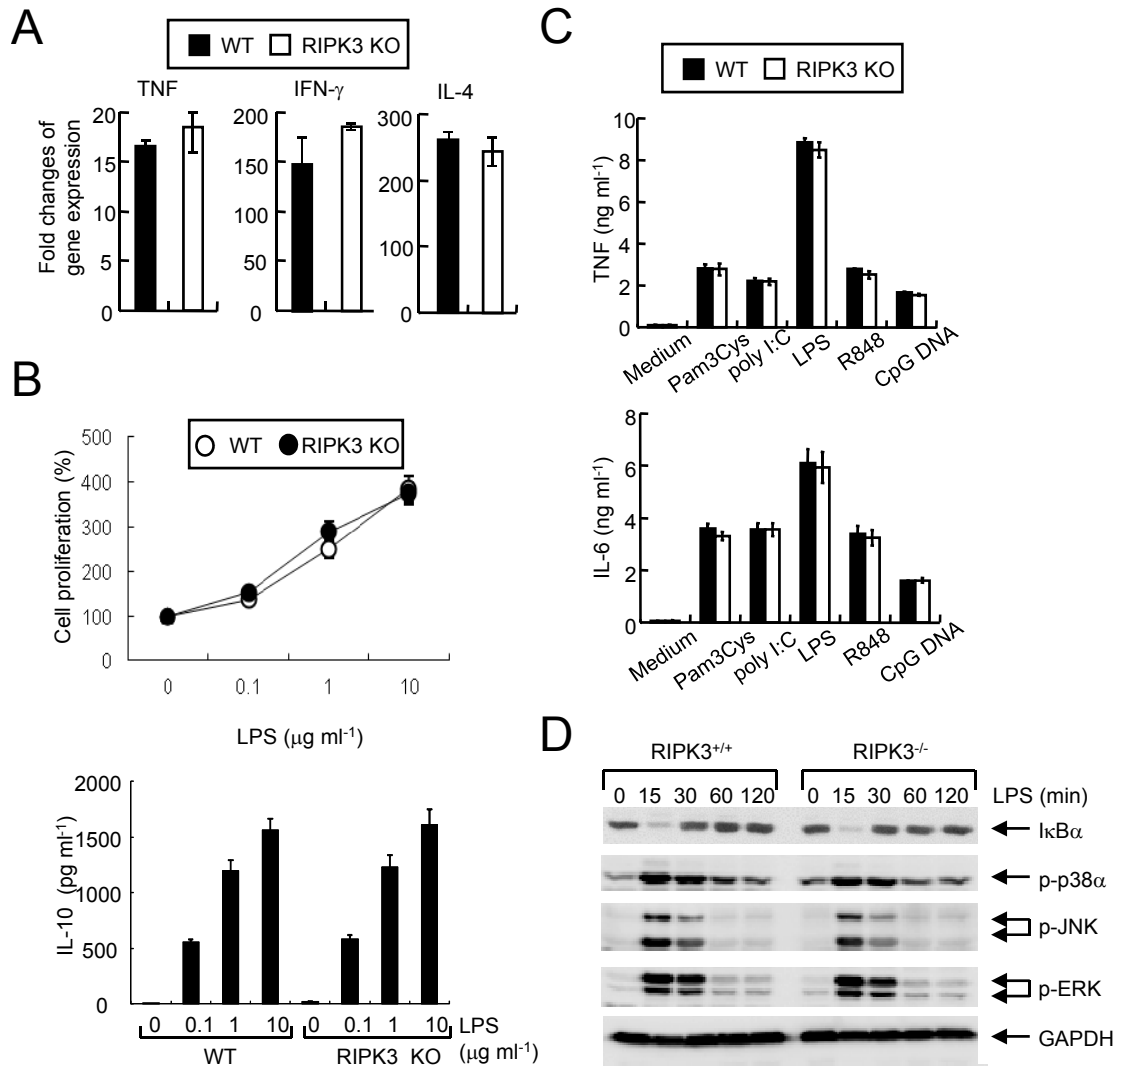 A
WT RIPK3 KO
TNF IFN-γ IL-4
Fold changes of
gene expression
20
15
10
5
0
200
150
100
50
0
300
200
100
0
B
WT RIPK3 KO
Cell proliferation (%)
500
400
300
200
100
0
0 0.1 1 10
LPS (μg ml-1)
IL-10 (pg ml-1)
2000
1500
1000
500
0
0 0.1 1 10 0 0.1 1 10 LPS
WT RIPK3 KO (μg ml-1)
C
WT RIPK3 KO
TNF (ng ml-1)
10
8
6
4
2
0
Medium Pam3Cys poly I:C LPS R848 CpG DNA
IL-6 (ng ml-1)
8
6
4
2
0
Medium Pam3Cys poly I:C LPS R848 CpG DNA
D
RIPK3+/+ RIPK3-/-
0 15 30 60 120 0 15 30 60 120 LPS (min)
IκBα
p-p38α
p-JNK
p-ERK
GAPDH